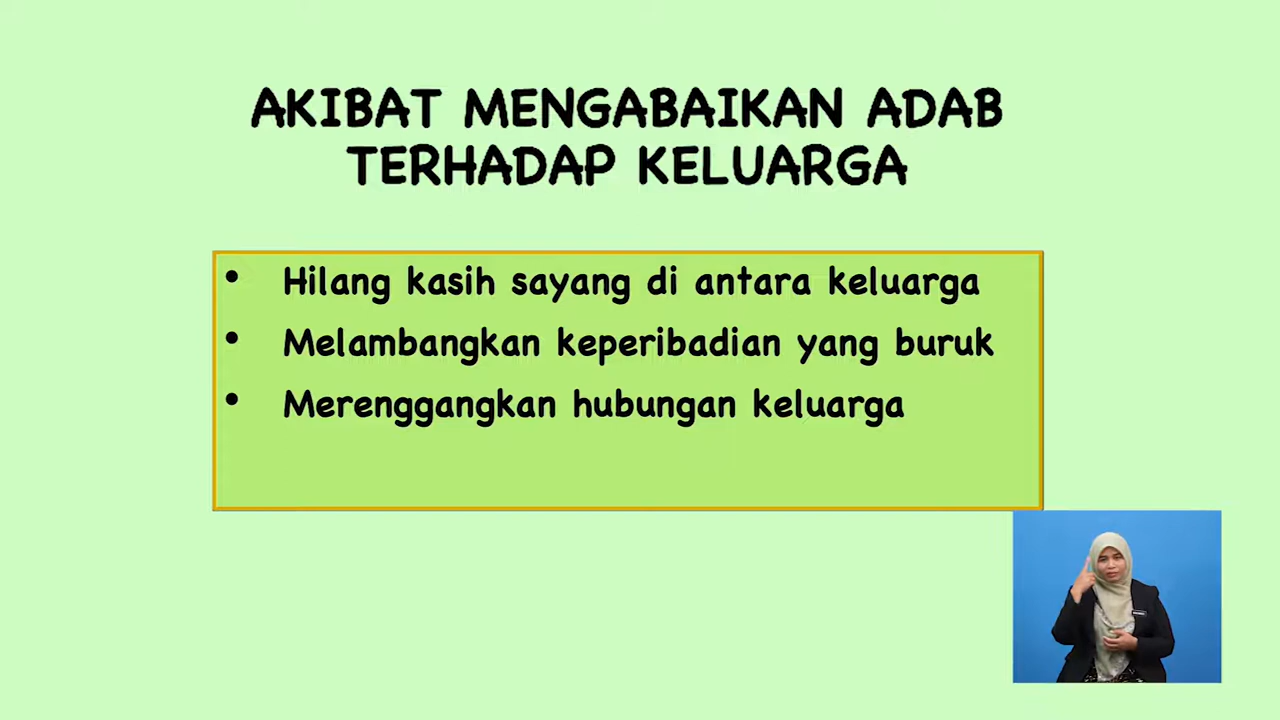 AKIBAT MENGABAIKAN ADAB
TERHADAP KELUARGA
• Hilang kasih sayang di antara keluarga
• Melambangkan keperibadian yang buruk
• Merenggangkan hubungan keluarga